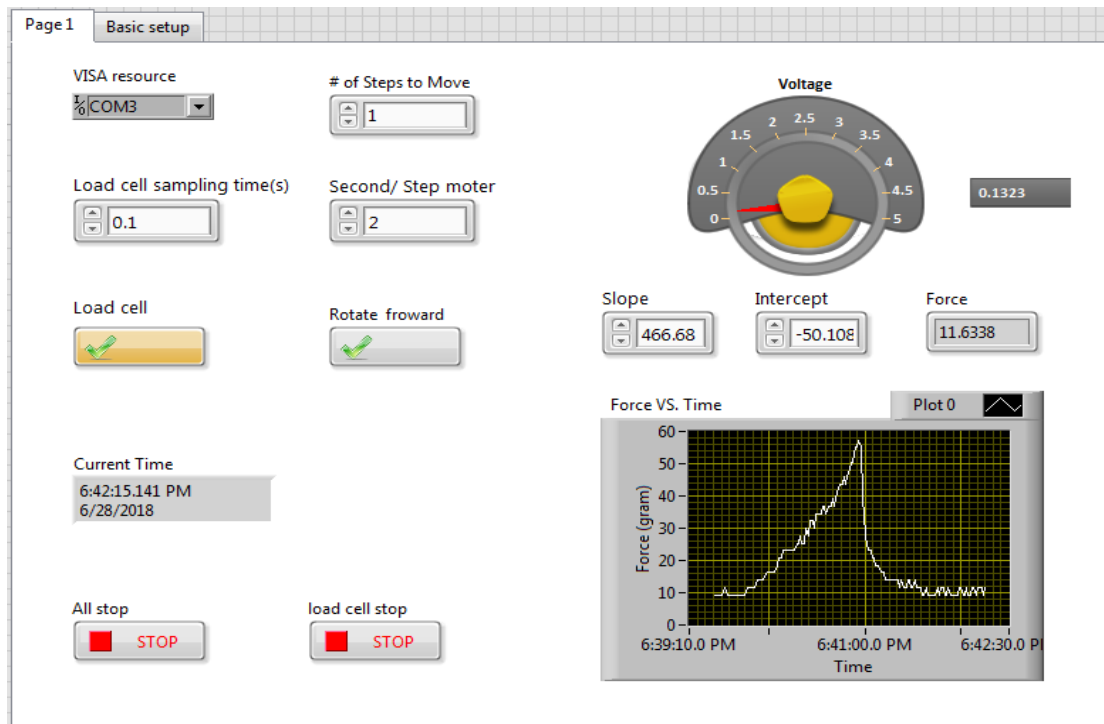 Page 1
Basic setup
VISA resource
I/O COM3
# of Steps to Move
1
Load cell sampling time(s)
0.1
Second/ Step moter
2
Load cell
Rotate froward
Current Time
6:42:15.141 PM
6/28/2018
All stop
STOP
load cell stop
STOP
Voltage
0
0.5
1
1.5
2
2.5
3
3.5
4
4.5
5
0.1323
Slope
466.68
Intercept
-50.108
Force
11.6338
Force VS. Time
Plot 0
Force (gram)
60
50
40
30
20
10
0
6:39:10.0 PM
6:41:00.0 PM
6:42:30.0 P
Time